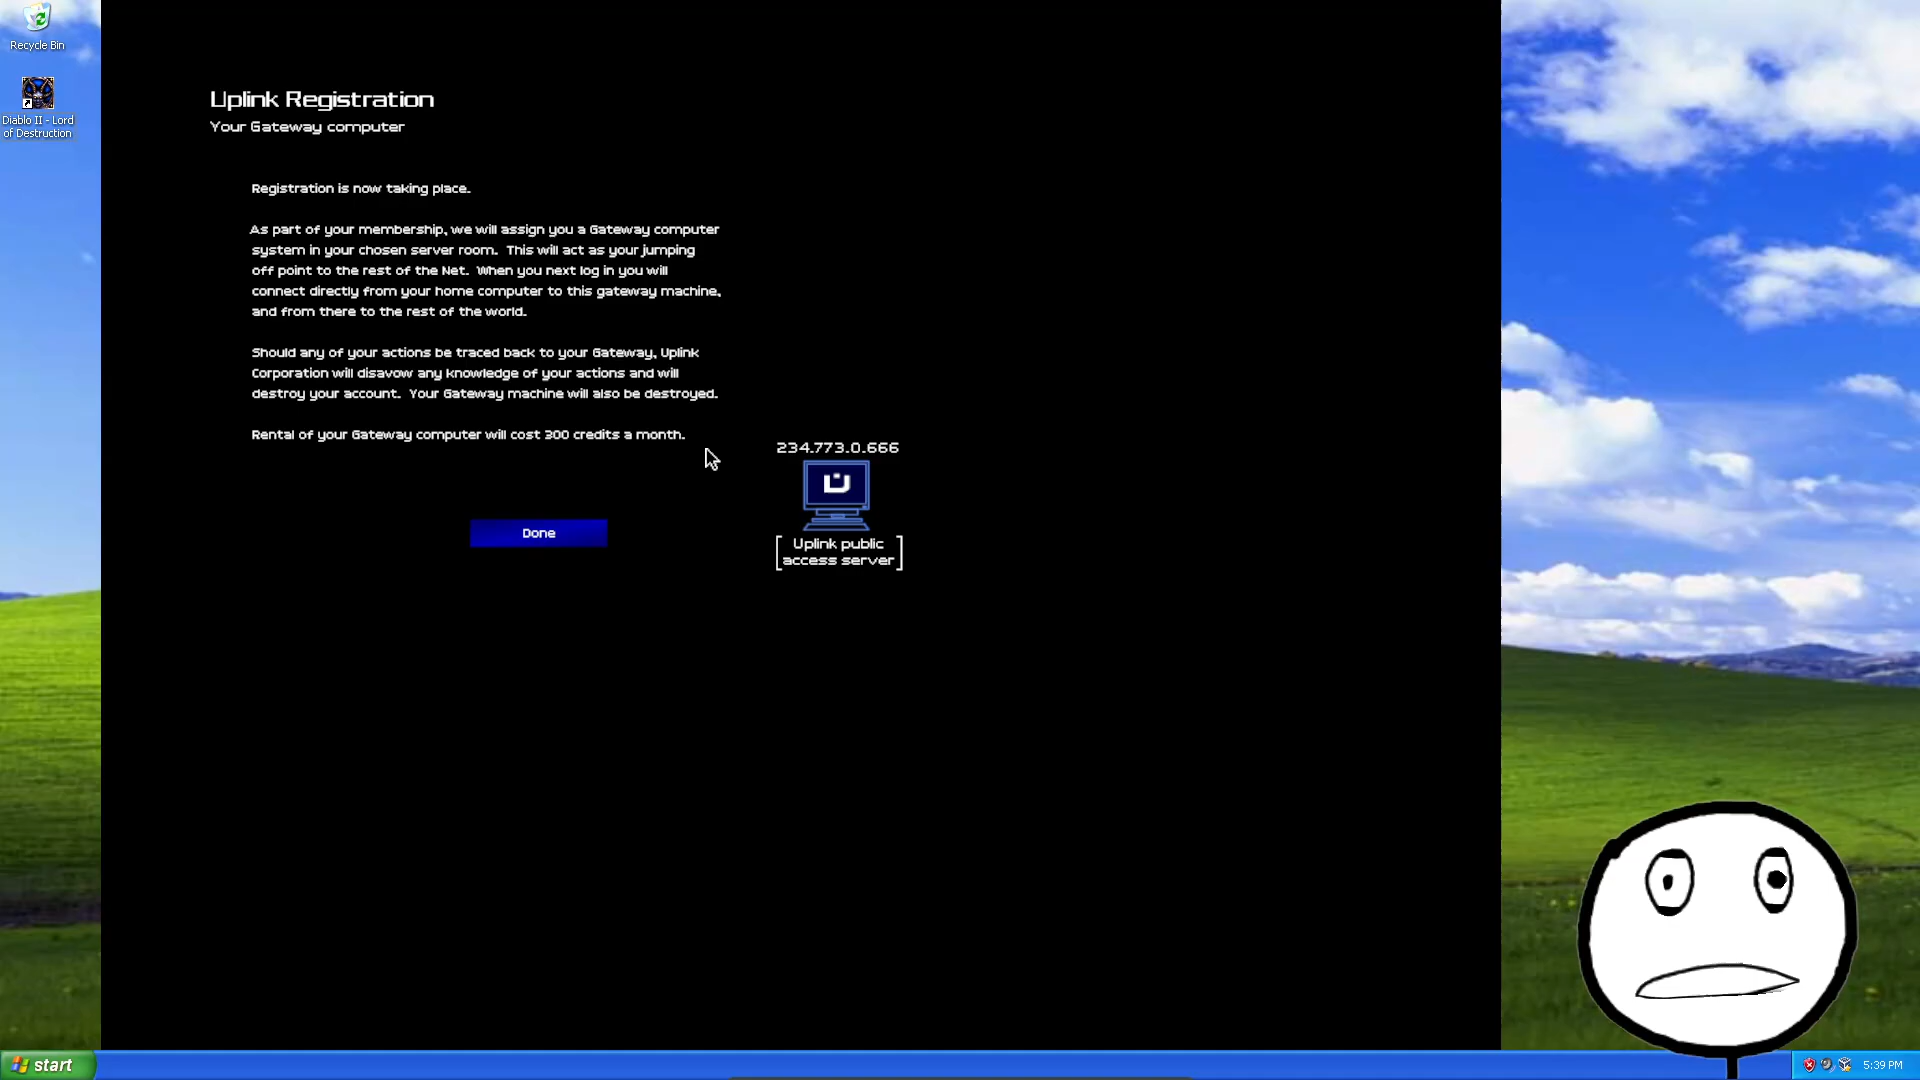 Recycle Bin
Diablo II - Lord
of Destruction
Uplink Registration
Your Gateway computer
Registration is now taking place.
As part of your membership, we will assign you a Gateway computer
system in your chosen server room.  This will act as your jumping
off point to the rest of the Net.  When you next log in you will
connect directly from your home computer to this gateway machine,
and from there to the rest of the world.
Should any of your actions be traced back to your Gateway, Uplink
Corporation will disavow any knowledge of your actions and will
destroy your account.  Your Gateway machine will also be destroyed.
Rental of your Gateway computer will cost 300 credits a month.
Done
234.773.0.666
Uplink public
access server
start
5:39 PM